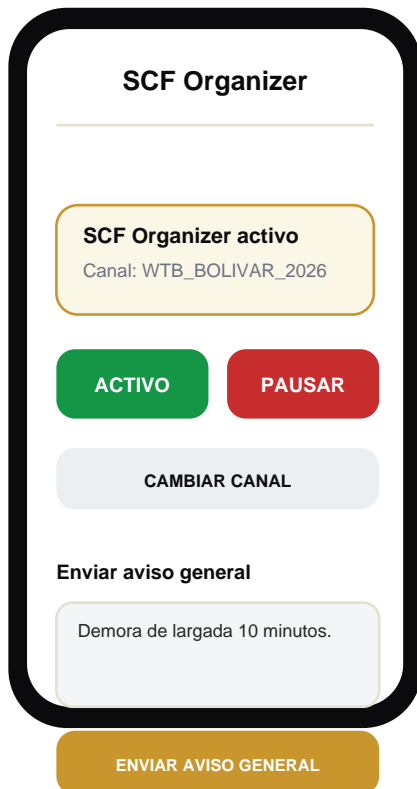 SCF Organizer
SCF Organizer activo
Canal: WTB_BOLIVAR_2026
ACTIVO
PAUSAR
CAMBIAR CANAL
Enviar aviso general
Demora de largada 10 minutos.
ENVIAR AVISO GENERAL